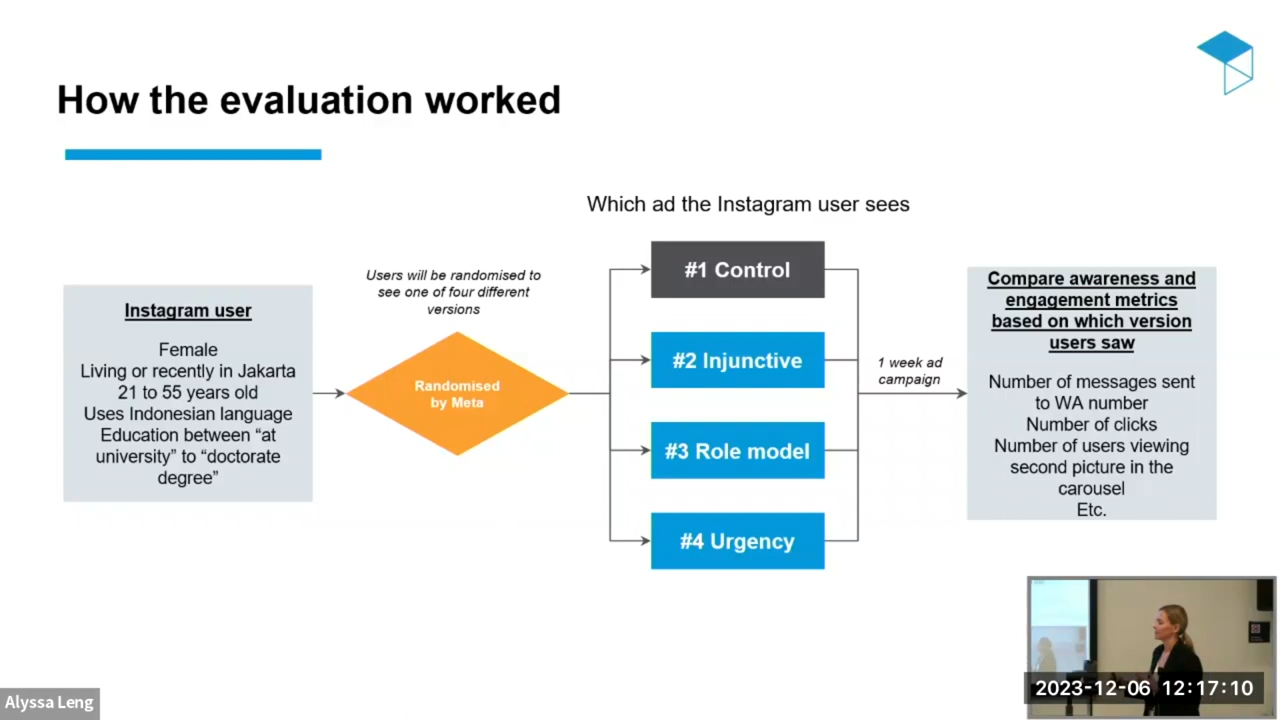 How the evaluation worked
Which ad the Instagram user sees
Instagram user
Female
Living or recently in Jakarta
21 to 55 years old
Uses Indonesian language
Education between “at
university” to “doctorate
degree”
Users will be randomised to
see one of four different
versions
Randomised
by Meta
#1 Control
#2 Injunctive
#3 Role model
#4 Urgency
1 week ad
campaign
Compare awareness and
engagement metrics
based on which version
users saw
Number of messages sent
to WA number
Number of clicks
Number of users viewing
second picture in the
carousel
Etc.
Alyssa Leng
2023-12-06 12:17:10